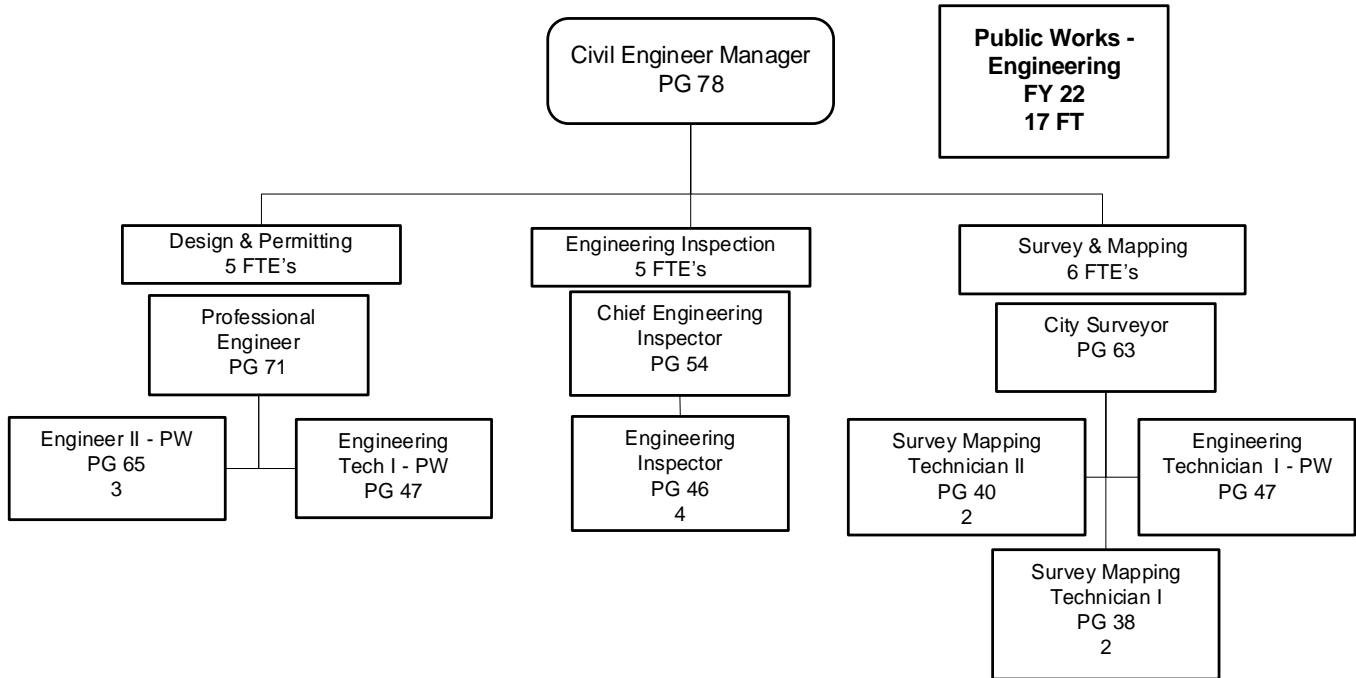 Civil Engineer Manager
PG 78
Public Works -
Engineering
FY 22
17 FT
Design & Permitting
5 FTE’s
Engineering Inspection
5 FTE’s
Survey & Mapping
6 FTE’s
Professional
Engineer
PG 71
Chief Engineering
Inspector
PG 54
City Surveyor
PG 63
Engineer II - PW
PG 65
3
Engineering
Tech I - PW
PG 47
Engineering
Inspector
PG 46
4
Survey Mapping
Technician II
PG 40
2
Engineering
Technician I - PW
PG 47
Survey Mapping
Technician I
PG 38
2